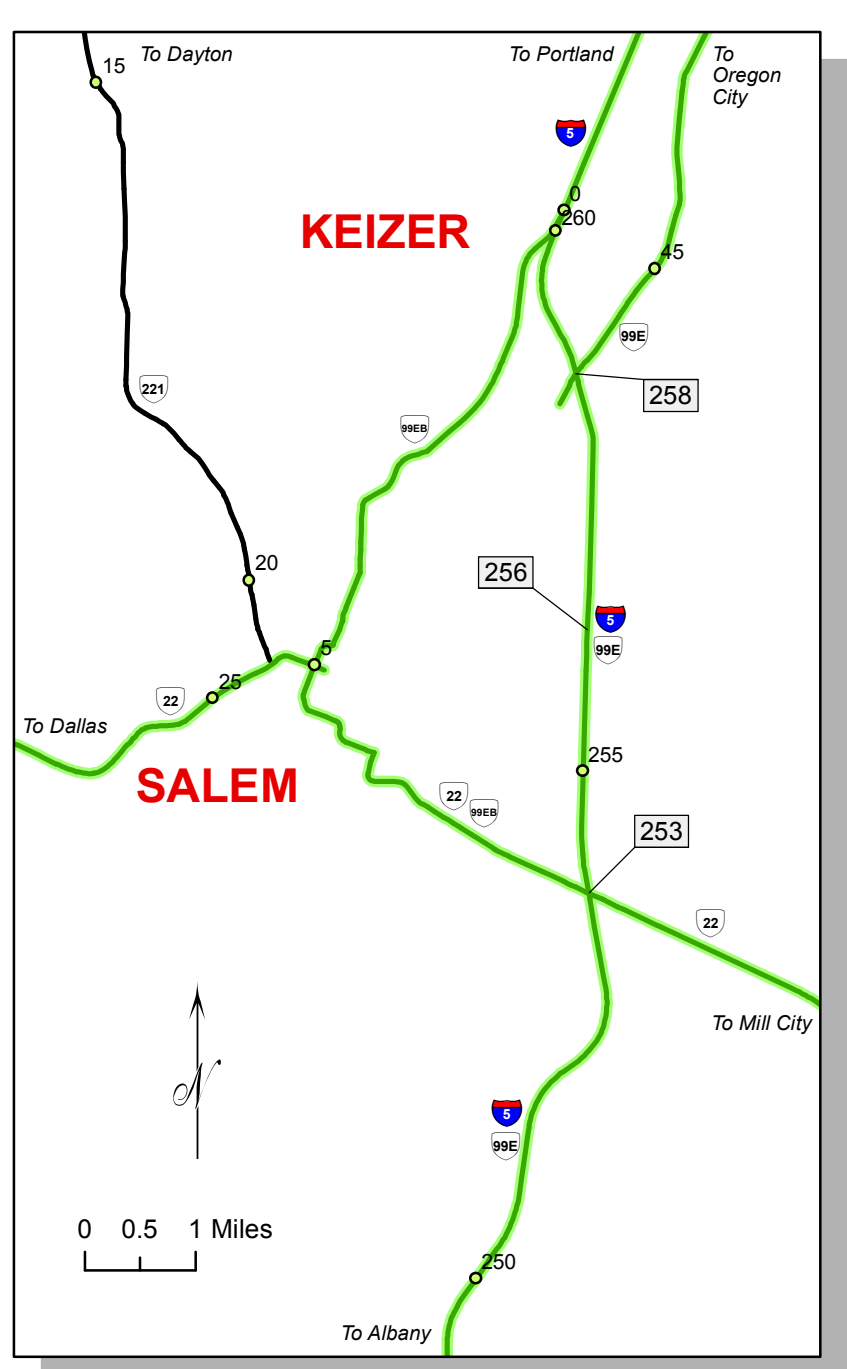 To Dayton
To Portland
To
Oregon
City
15
5
0
260
KEIZER
45
99E
221
258
99EB
256
20
5
99E
5
25
22
To Dallas
255
SALEM
22
99EB
253
22
To Mill City
N
5
99E
0 0.5 1 Miles
250
To Albany